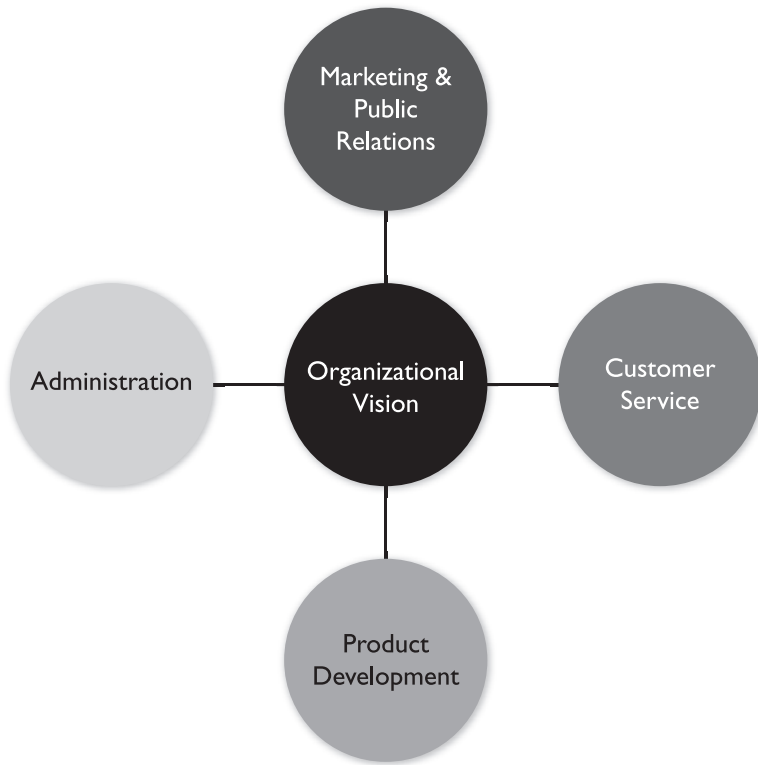 Marketing &
Public
Relations
Administration
Organizational
Vision
Customer
Service
Product
Development